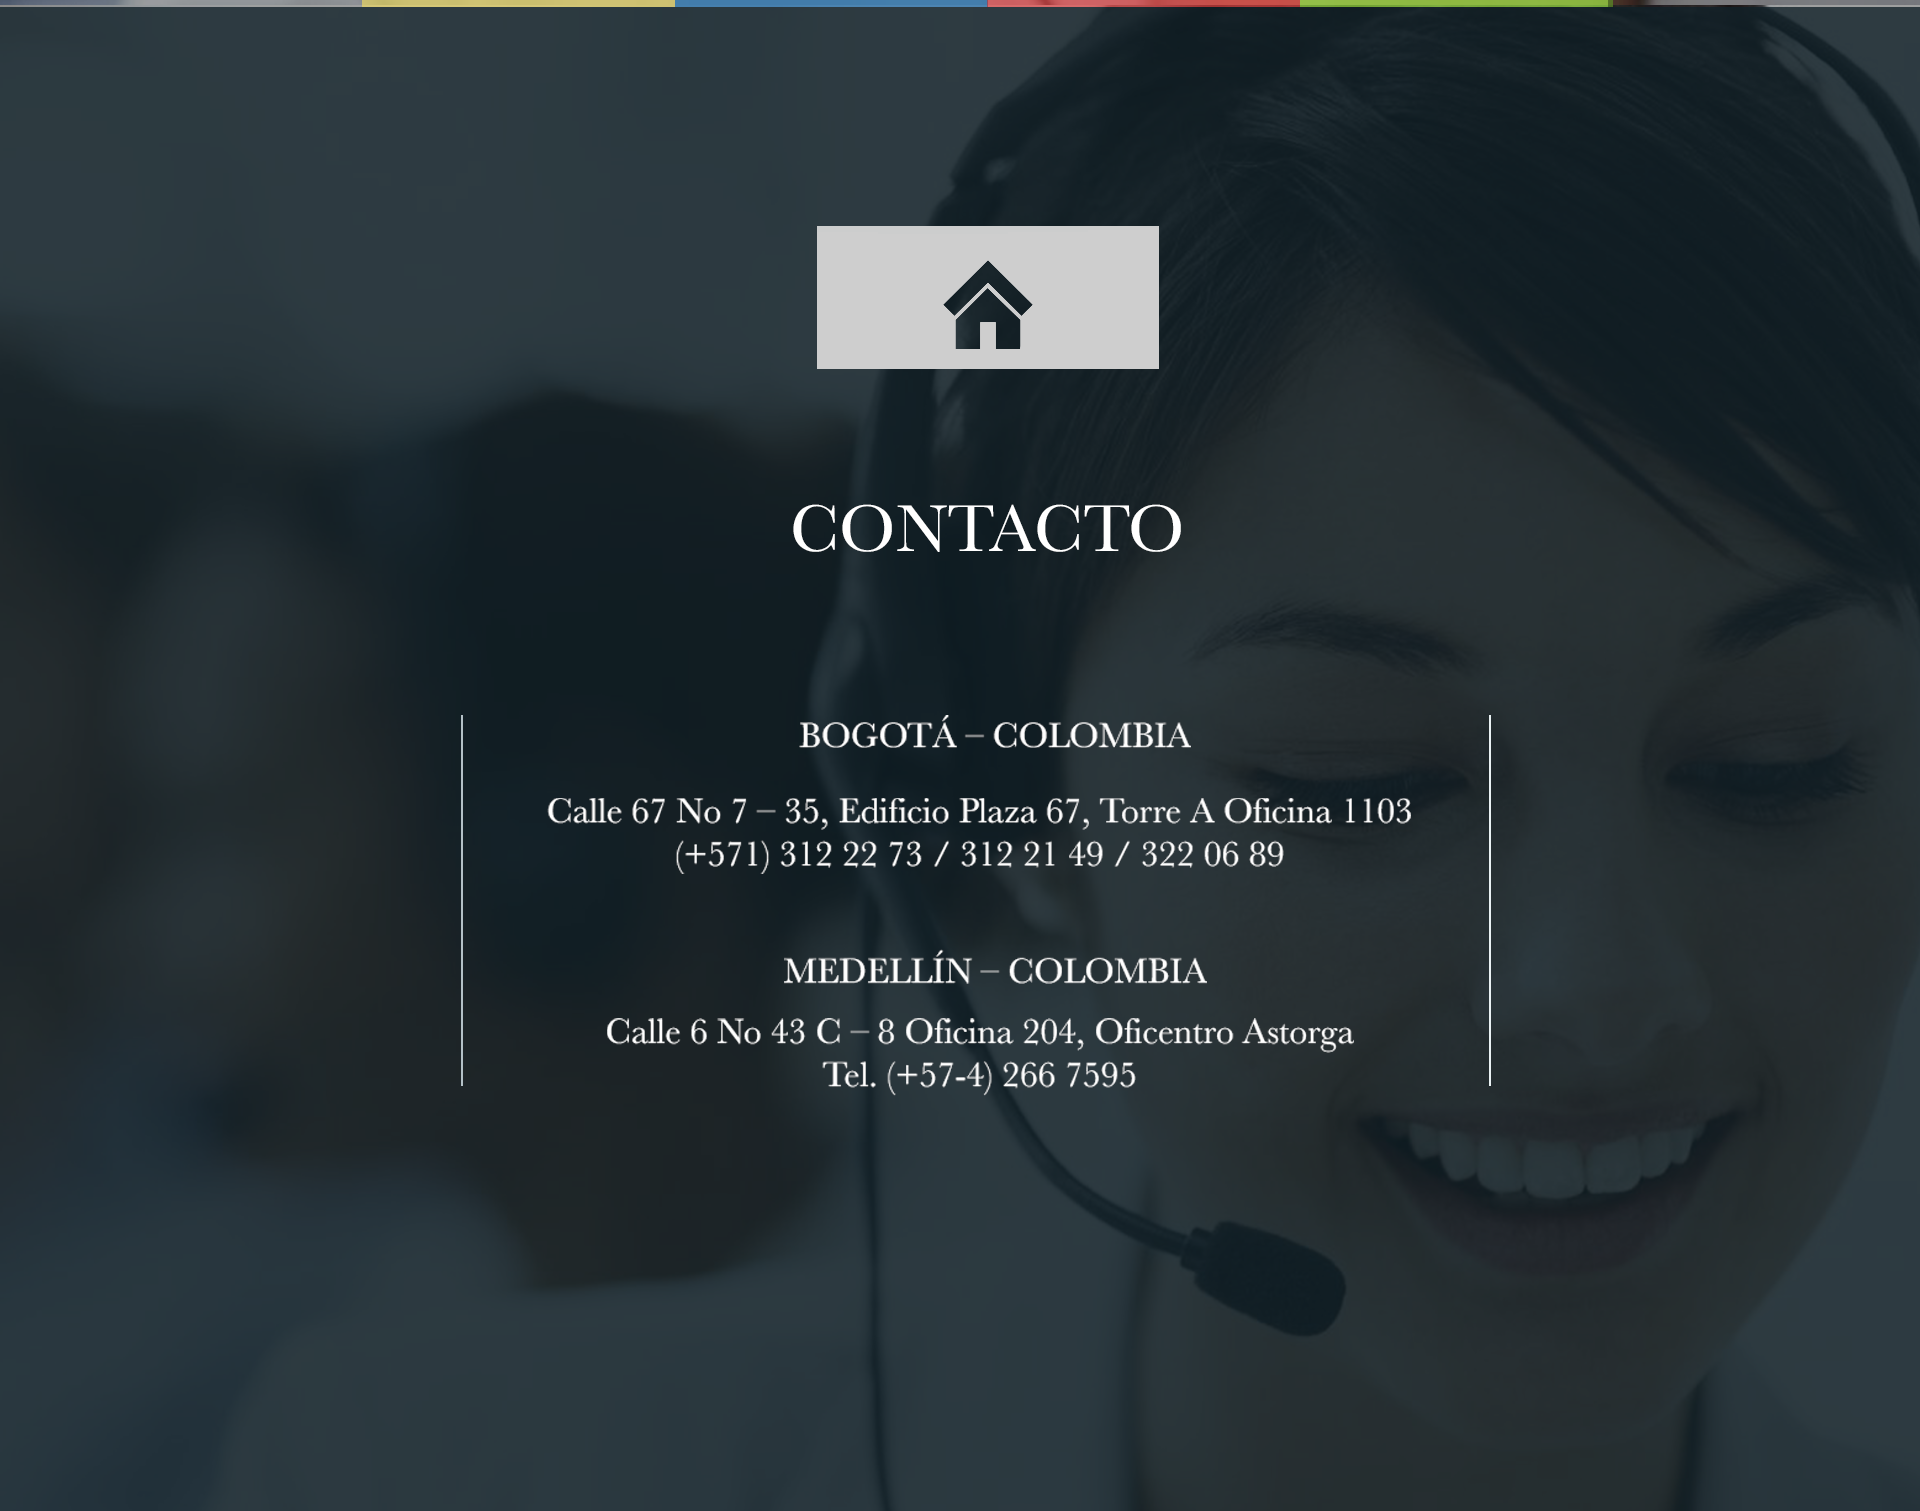 CONTACTO
BOGOTÁ – COLOMBIA
Calle 67 No 7 – 35, Edificio Plaza 67, Torre A Oficina 1103
(+571) 312 22 73 / 312 21 49 / 322 06 89
MEDELLÍN – COLOMBIA
Calle 6 No 43 C – 8 Oficina 204, Oficentro Astorga
Tel. (+57-4) 266 7595